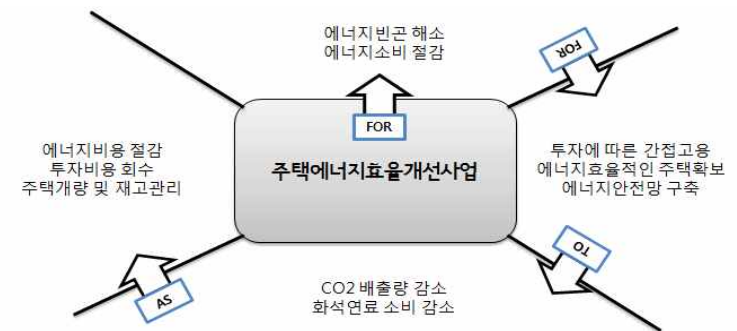 에너지빈곤 해소
에너지소비 절감
FOR
FOR
에너지비용 절감
투자비용 회수
주택개량 및 재고관리
주택에너지효율개선사업
투자에 따른 간접고용
에너지효율적인 주택확보
에너지안전망 구축
TO
AS
CO2 배출량 감소
화석연료 소비 감소